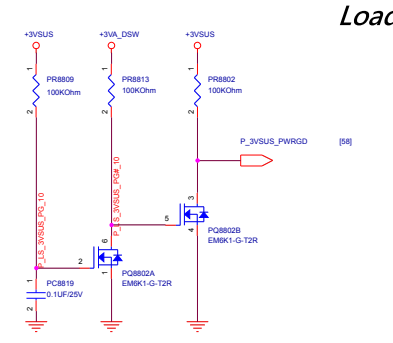 Load
+3VSUS
+3VA_DSW
+3VSUS
1
1
1
PR8809
100KOhm
PR8813
100KOhm
PR8802
100KOhm
2
2
2
P_3VSUS_PWRGD
[58]
P_LS_3VSUS_PG_10
P_LS_3VSUS_PG#_10
3
5
4
PQ8802B
EM6K1-G-T2R
6
2
1
PQ8802A
EM6K1-G-T2R
1
PC8819
0.1UF/25V
2